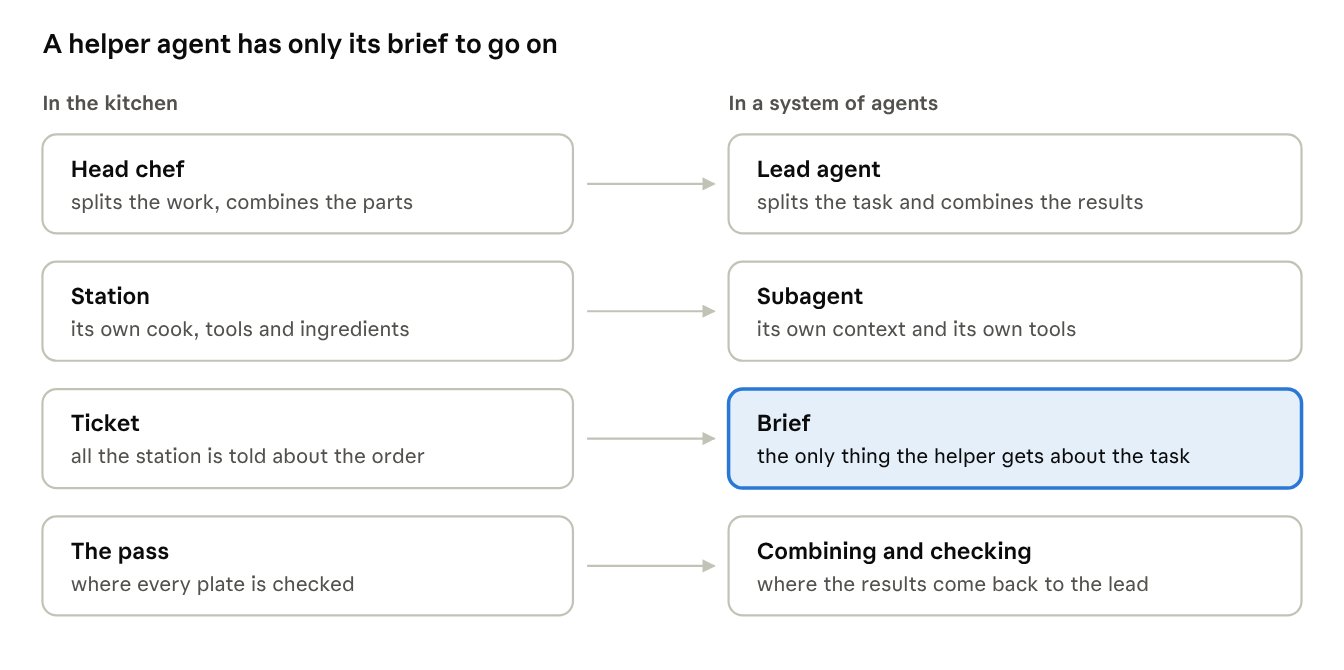 A helper agent has only its brief to go on
In the kitchen
In a system of agents
Head chef
splits the work, combines the parts
Lead agent
splits the task and combines the results
Station
its own cook, tools and ingredients
Subagent
its own context and its own tools
Ticket
all the station is told about the order
Brief
the only thing the helper gets about the task
The pass
where every plate is checked
Combining and checking
where the results come back to the lead